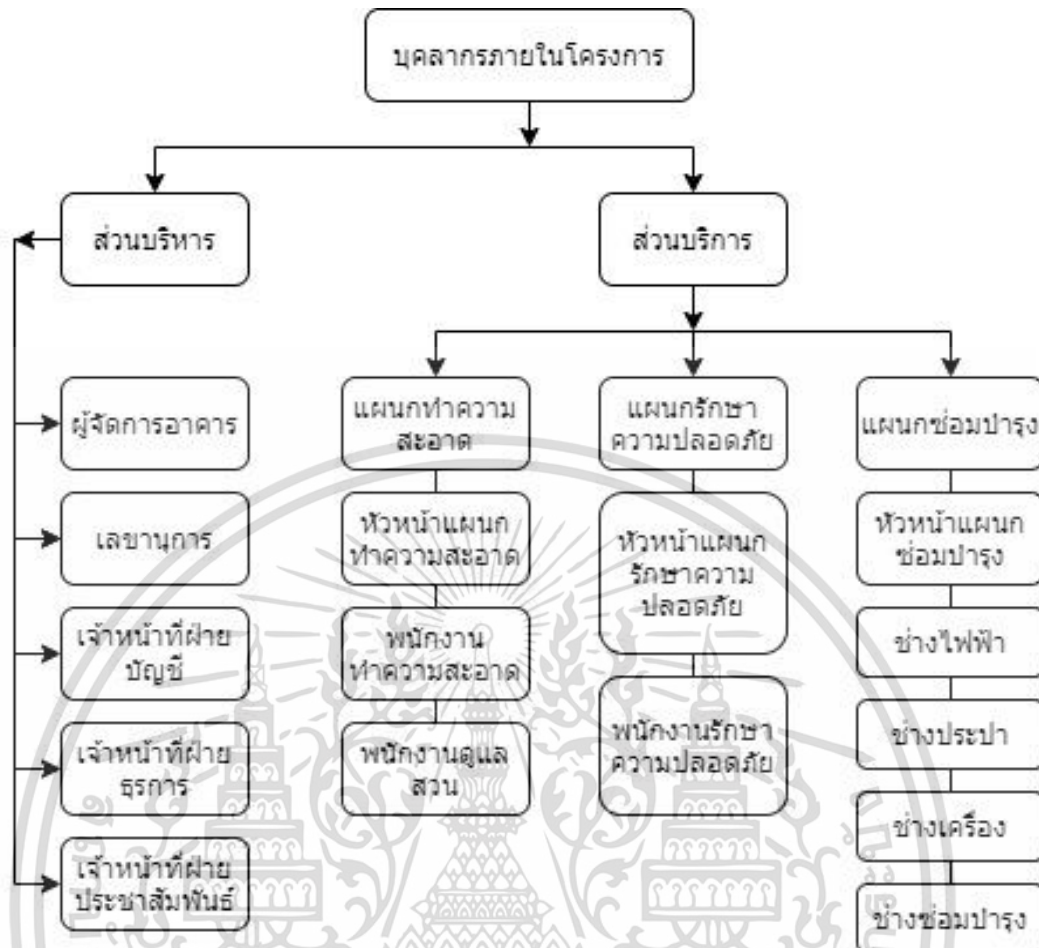 บุคลากรภายในโครงการ
ส่วนบริหาร
ส่วนบริการ
ผู้จัดการอาคาร
เลขานุการ
เจ้าหน้าที่ฝ่าย
บัญชี
เจ้าหน้าที่ฝ่าย
ธุรการ
เจ้าหน้าที่ฝ่าย
ประชาสัมพันธ์
แผนกทำความ
สะอาด
หัวหน้าแผนก
ทำความสะอาด
พนักงาน
ทำความสะอาด
พนักงานดูแล
สวน
แผนกรักษา
ความปลอดภัย
หัวหน้าแผนก
รักษาความ
ปลอดภัย
พนักงานรักษา
ความปลอดภัย
แผนกซ่อมบำรุง
หัวหน้าแผนก
ซ่อมบำรุง
ช่างไฟฟ้า
ช่างประปา
ช่างเครื่อง
ช่างซ่อมบำรุง